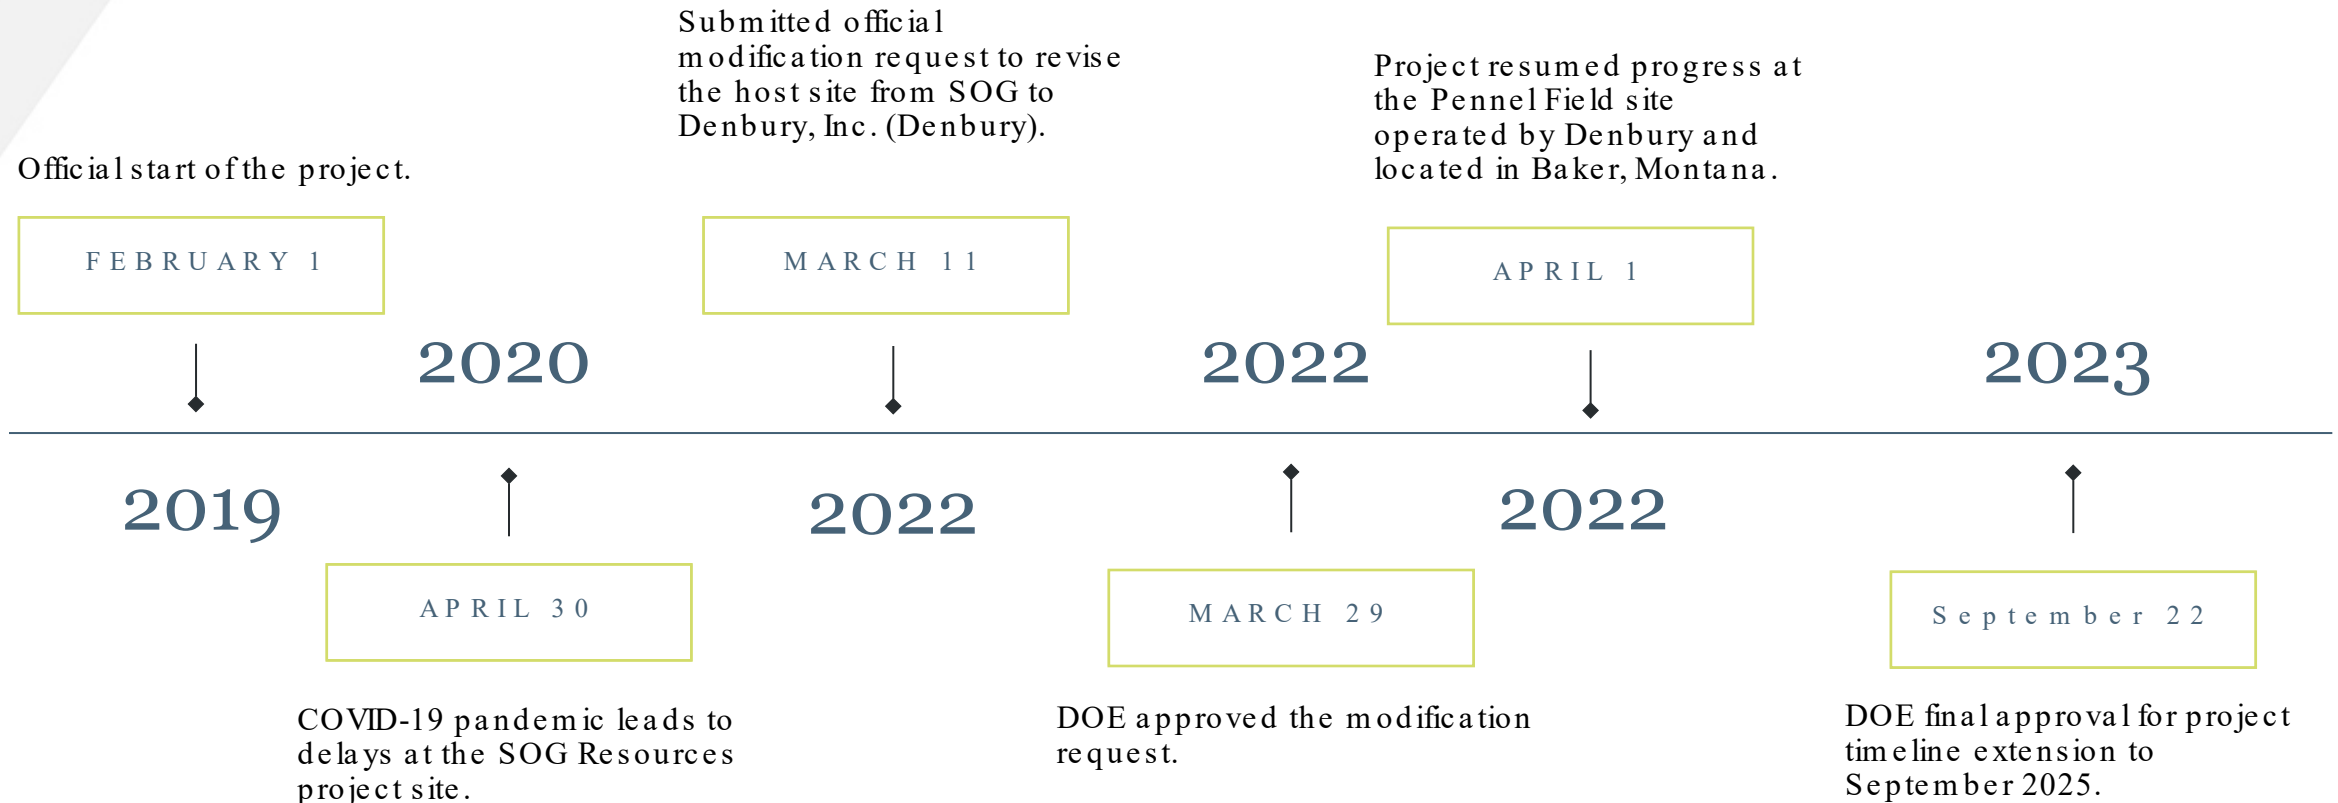 Official start of the project.
FEBRUARY 1
2019
2020
APRIL 30
COVID-19 pandemic leads to
delays at the SOG Resources
project site.
Submitted official
modification request to revise
the host site from SOG to
Denbury, Inc. (Denbury).
MARCH 11
2022
2022
MARCH 29
DOE approved the modification
request.
Project resumed progress at
the Pennel Field site
operated by Denbury and
located in Baker, Montana.
APRIL 1
2022
2023
September 22
DOE final approval for project
timeline extension to
September 2025.